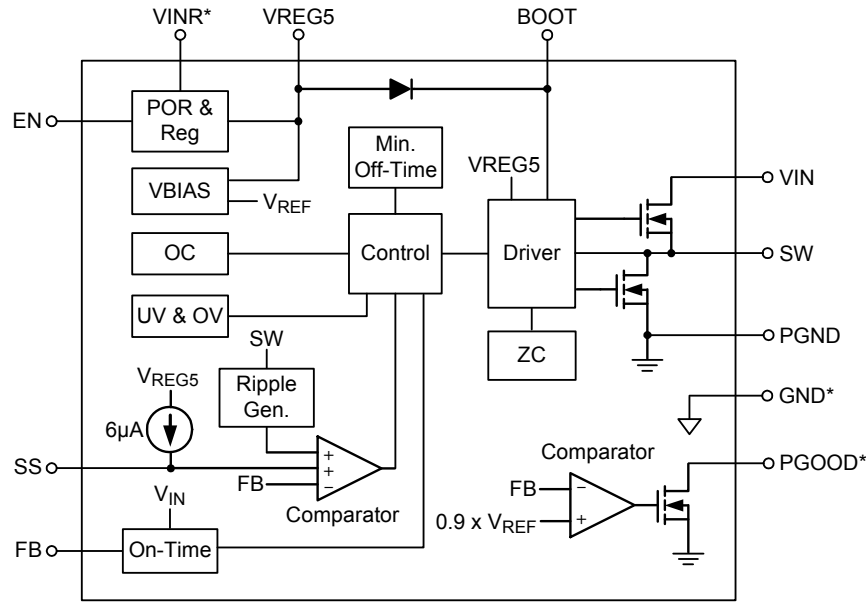 VINR*
VREG5
BOOT
EN
POR &
Reg
Min.
Off-Time
VREG5
VBIAS
VREF
VIN
OC
Control
Driver
SW
UV & OV
SW
ZC
PGND
VREG5
Ripple
Gen.
GND*
6µA
+
Comparator
SS
+
FB
−
FB
−
PGOOD*
VIN
Comparator
0.9 x VREF
+
FB
On-Time